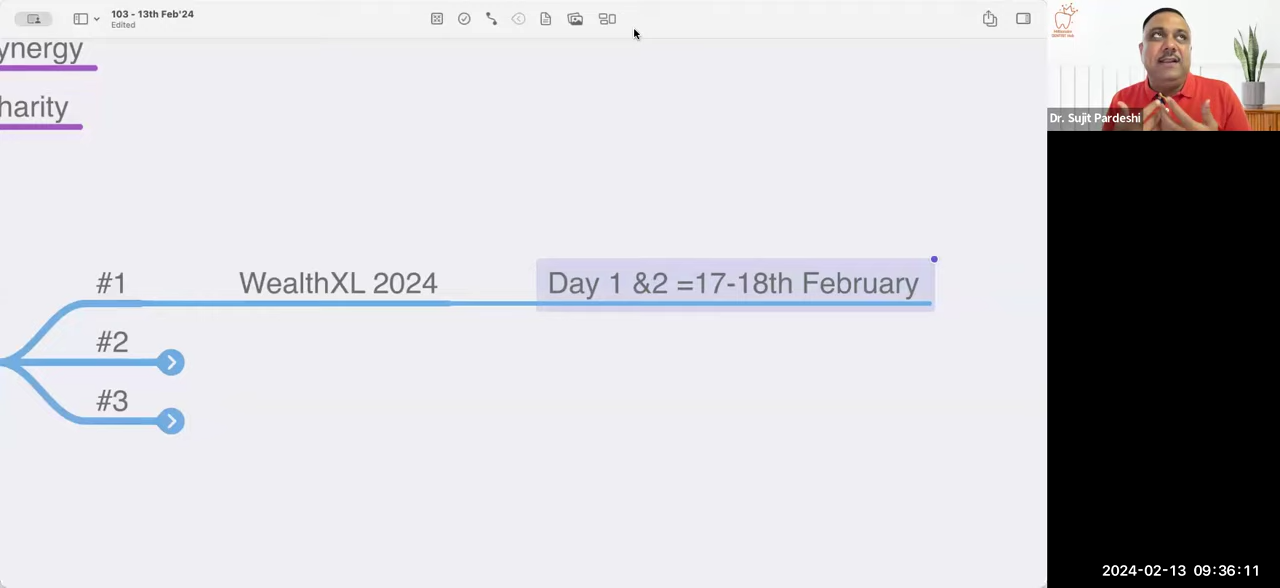 103 - 13th Feb'24
Edited
ynergy
harity
#1
WealthXL 2024
Day 1 &2 =17-18th February
#2
#3
Dr. Sujit Pardeshi
2024-02-13 09:36:11